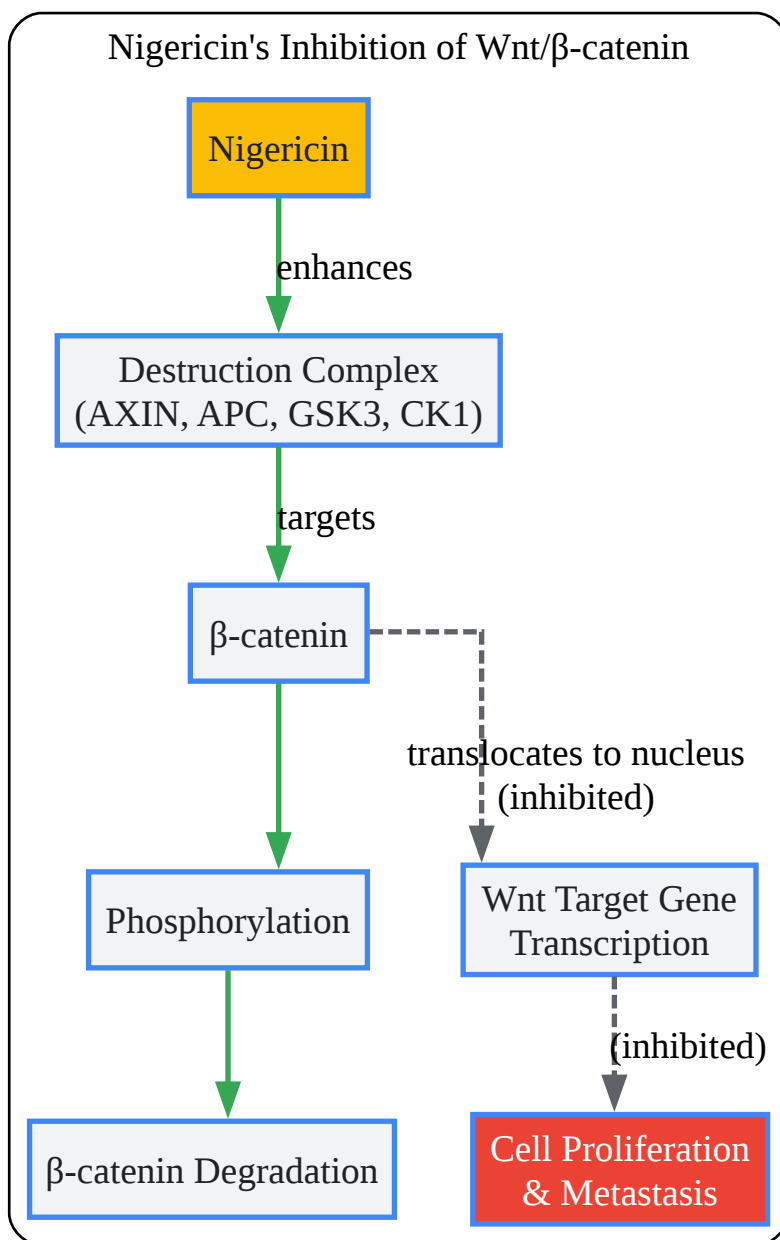 Nigericin's Inhibition of Wnt/β-catenin
Nigericin
enhances
Destruction Complex
(AXIN, APC, GSK3, CK1)
targets
β-catenin
translocates to nucleus
(inhibited)
Phosphorylation
Wnt Target Gene
Transcription
(inhibited)
β-catenin Degradation
Cell Proliferation
& Metastasis